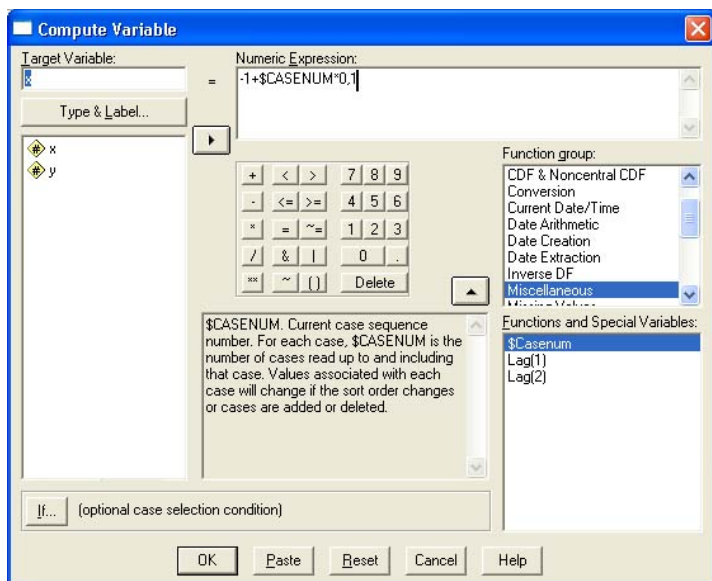 Compute Variable
Target Variable:
x
=
Numeric Expression:
-1+$CASENUM*0,1
Type & Label...
x
y
+ < > 7 8 9
- <= >= 4 5 6
* = ~= 1 2 3
/ & | 0 .
** ~ () Delete
Function group:
CDF & Noncentral CDF
Conversion
Current Date/Time
Date Arithmetic
Date Creation
Date Extraction
Inverse DF
Miscellaneous
Missing Values
$CASENUM. Current case sequence
number. For each case, $CASENUM is the
number of cases read up to and including
that case. Values associated with each
case will change if the sort order changes
or cases are added or deleted.
Functions and Special Variables:
$Casenum
Lag(1)
Lag(2)
If... (optional case selection condition)
OK Paste Reset Cancel Help